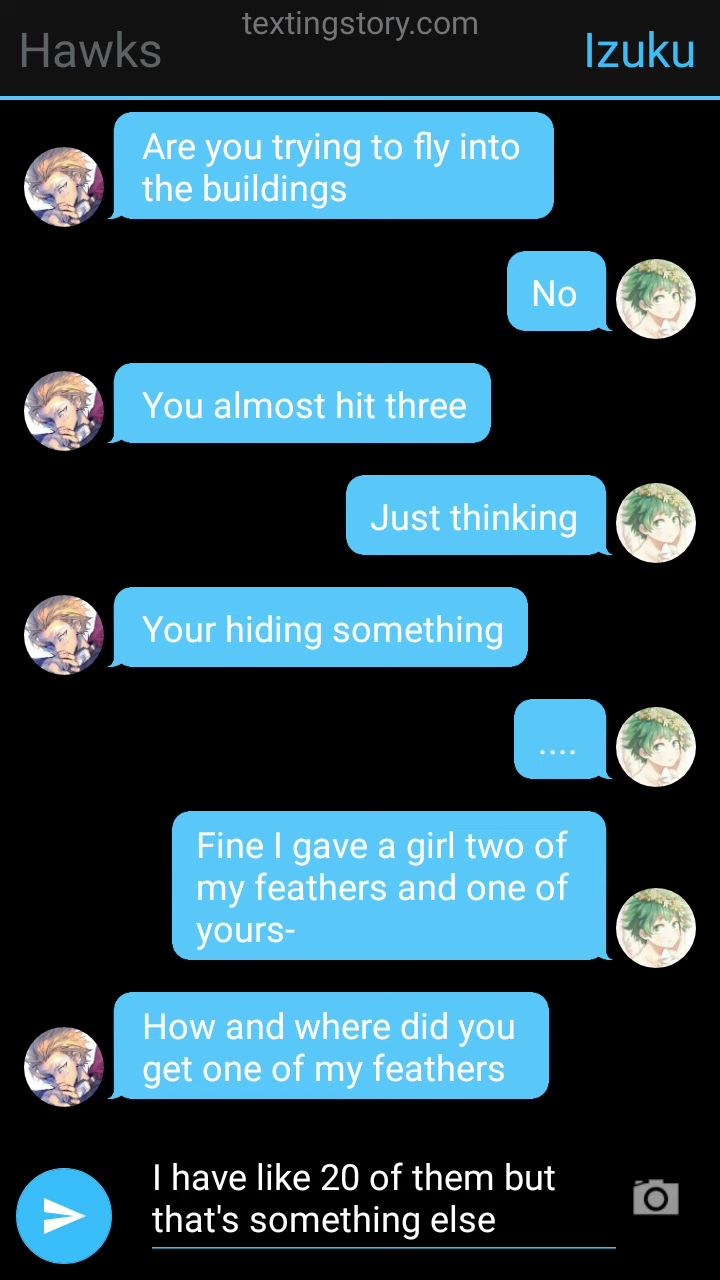 textingstory.com
Hawks
Izuku
Are you trying to fly into
the buildings
No
You almost hit three
Just thinking
Your hiding something
....
Fine I gave a girl two of
my feathers and one of
yours-
How and where did you
get one of my feathers
I have like 20 of them but
that's something else